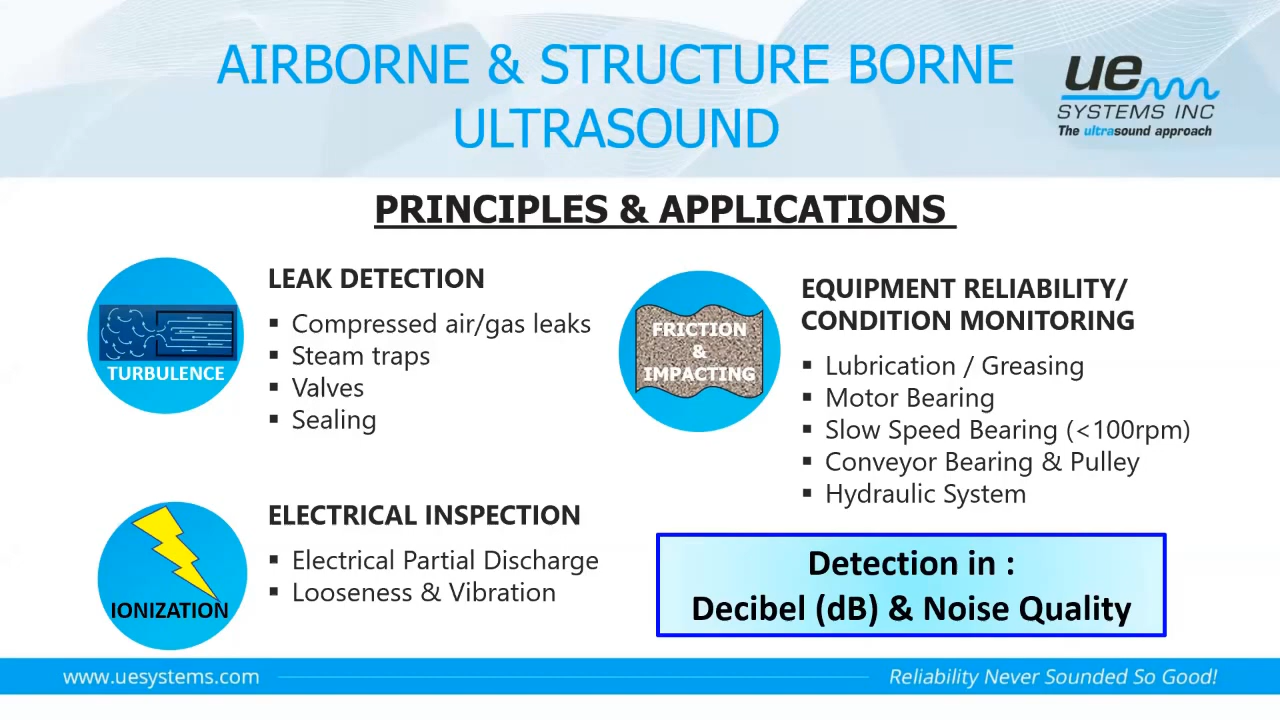 AIRBORNE & STRUCTURE BORNE
ULTRASOUND
ue
SYSTEMS INC
The ultrasound approach
PRINCIPLES & APPLICATIONS
TURBULENCE
LEAK DETECTION
▪ Compressed air/gas leaks
▪ Steam traps
▪ Valves
▪ Sealing
IONIZATION
ELECTRICAL INSPECTION
▪ Electrical Partial Discharge
▪ Looseness & Vibration
FRICTION
&
IMPACTING
EQUIPMENT RELIABILITY/
CONDITION MONITORING
▪ Lubrication / Greasing
▪ Motor Bearing
▪ Slow Speed Bearing (<100rpm)
▪ Conveyor Bearing & Pulley
▪ Hydraulic System
Detection in :
Decibel (dB) & Noise Quality
www.uesystems.com
Reliability Never Sounded So Good!